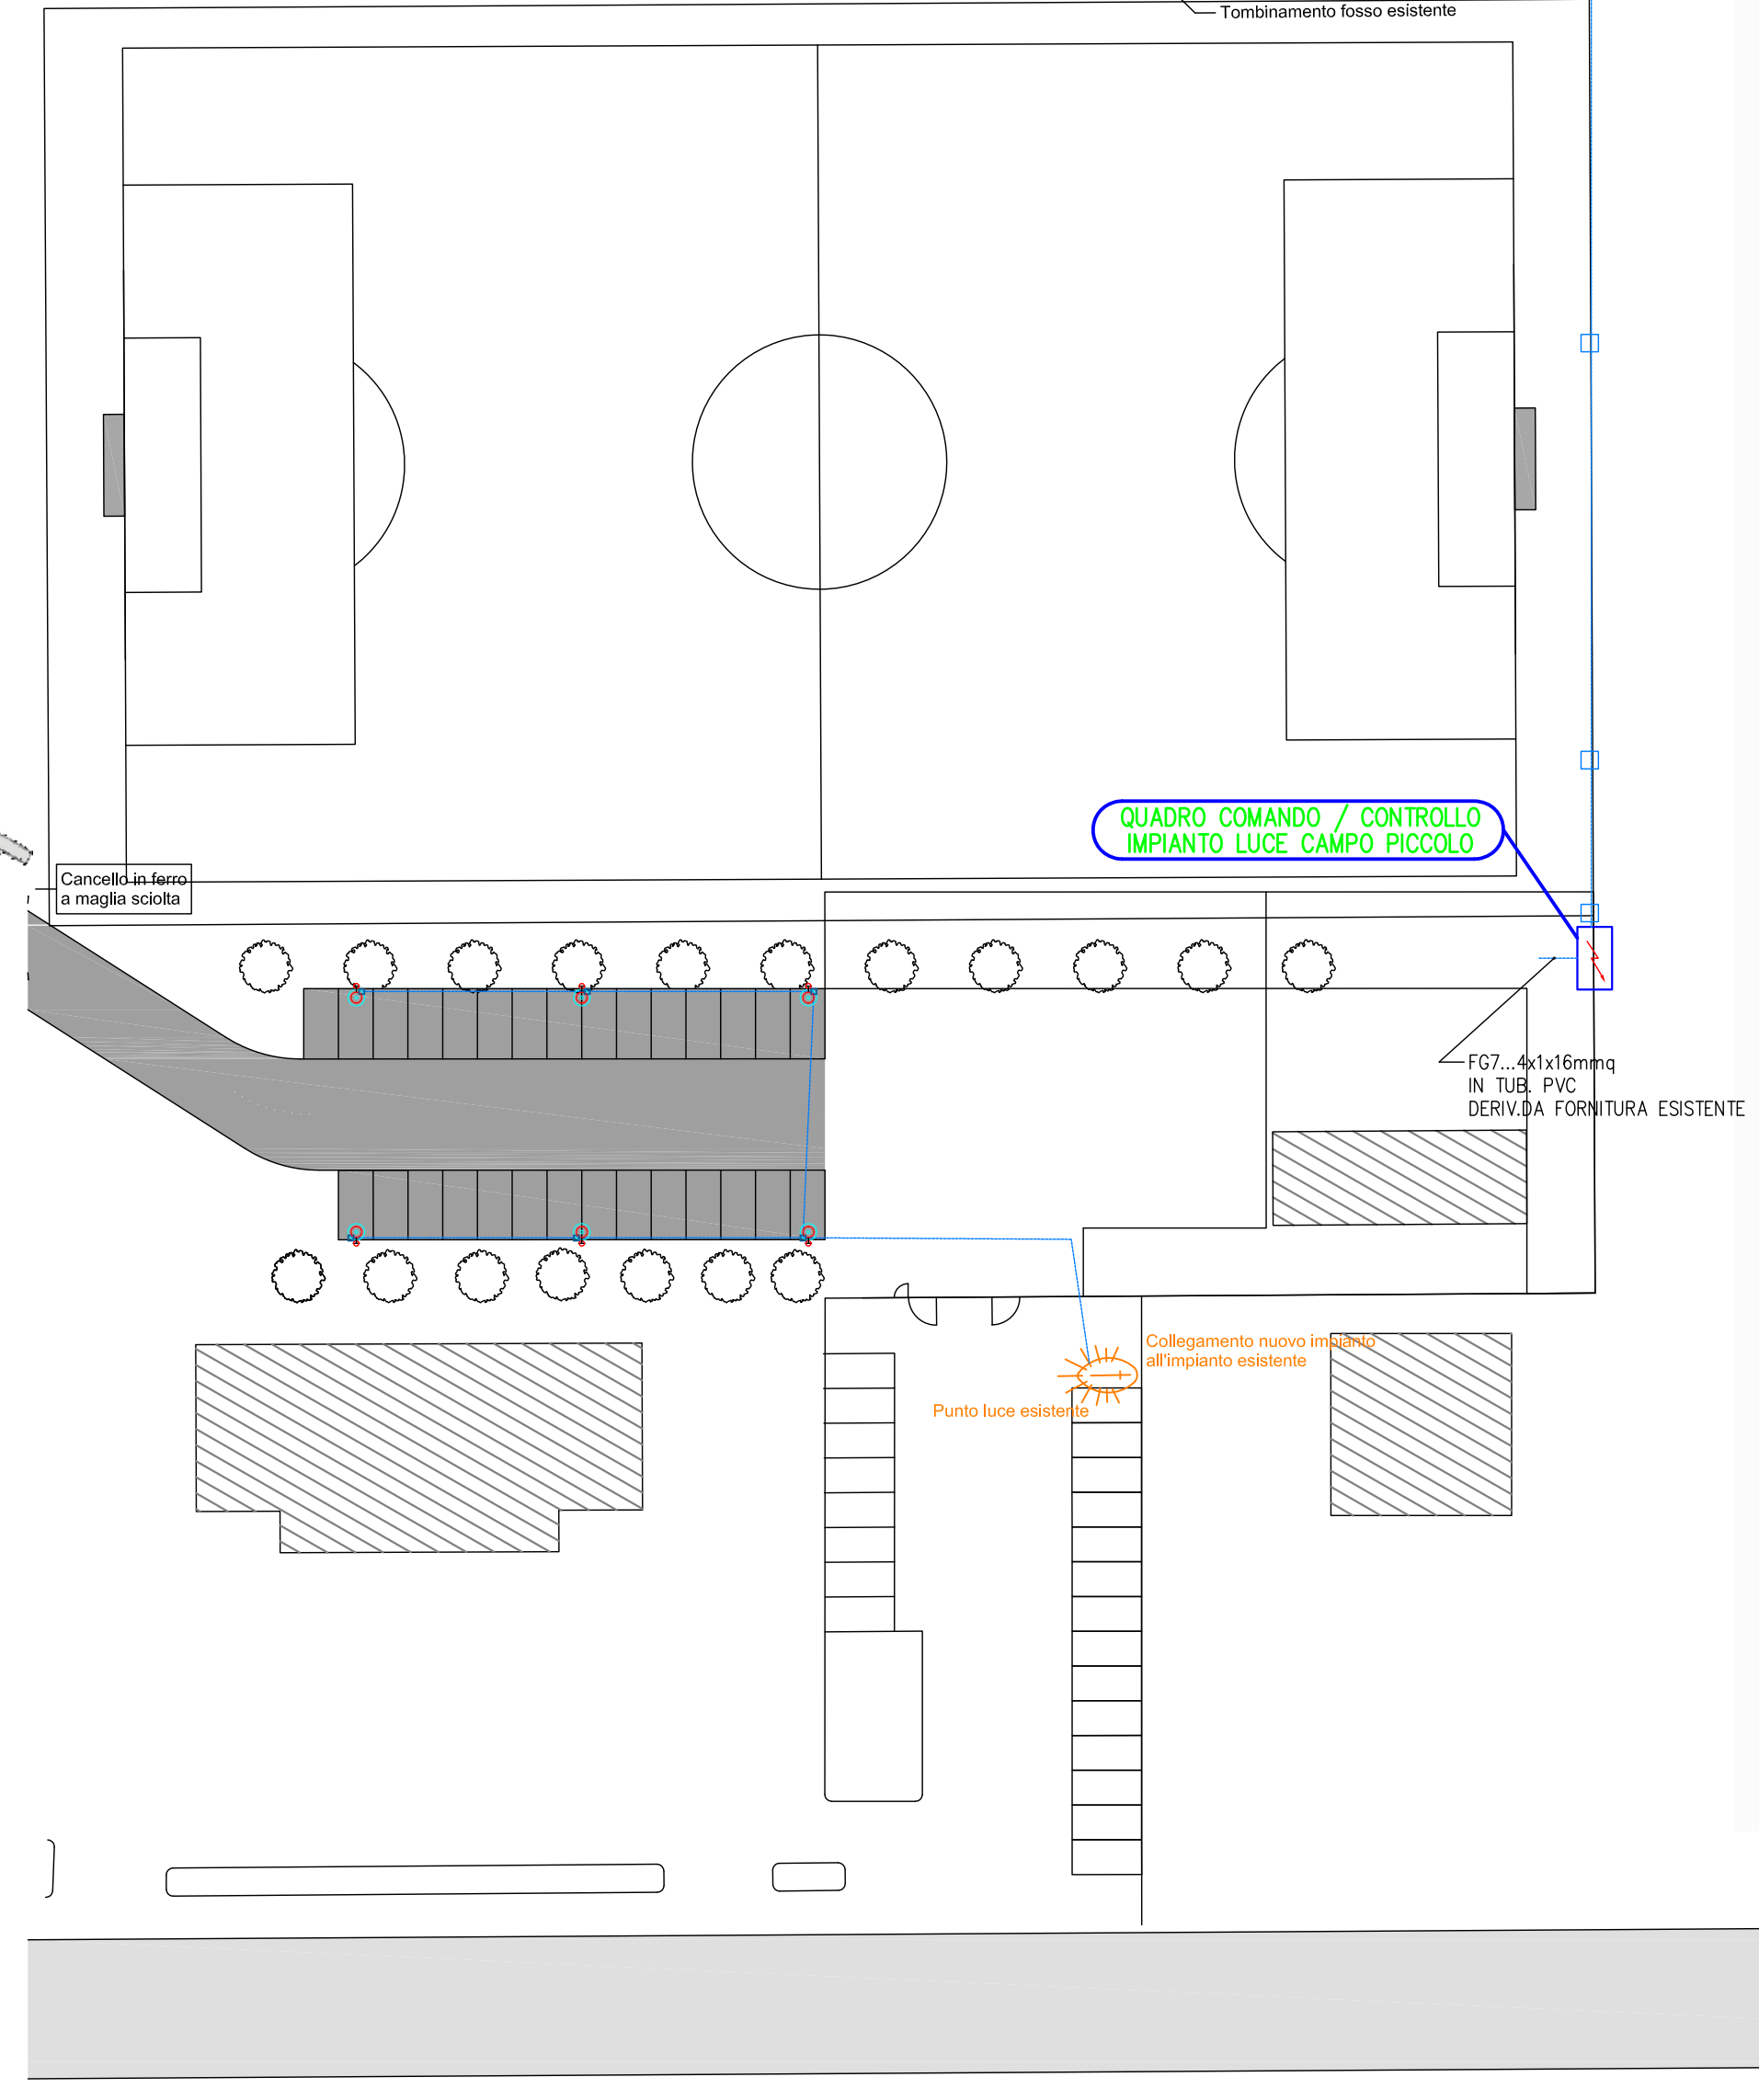 Tombinamento fosso esistente
QUADRO COMANDO / CONTROLLO
IMPIANTO LUCE CAMPO PICCOLO
Cancello in ferro
a maglia sciolta
FG7...4x1x16mmq
IN TUB. PVC
DERIV.DA FORNITURA ESISTENTE
Collegamento nuovo impianto
all'impianto esistente
Punto luce esistente